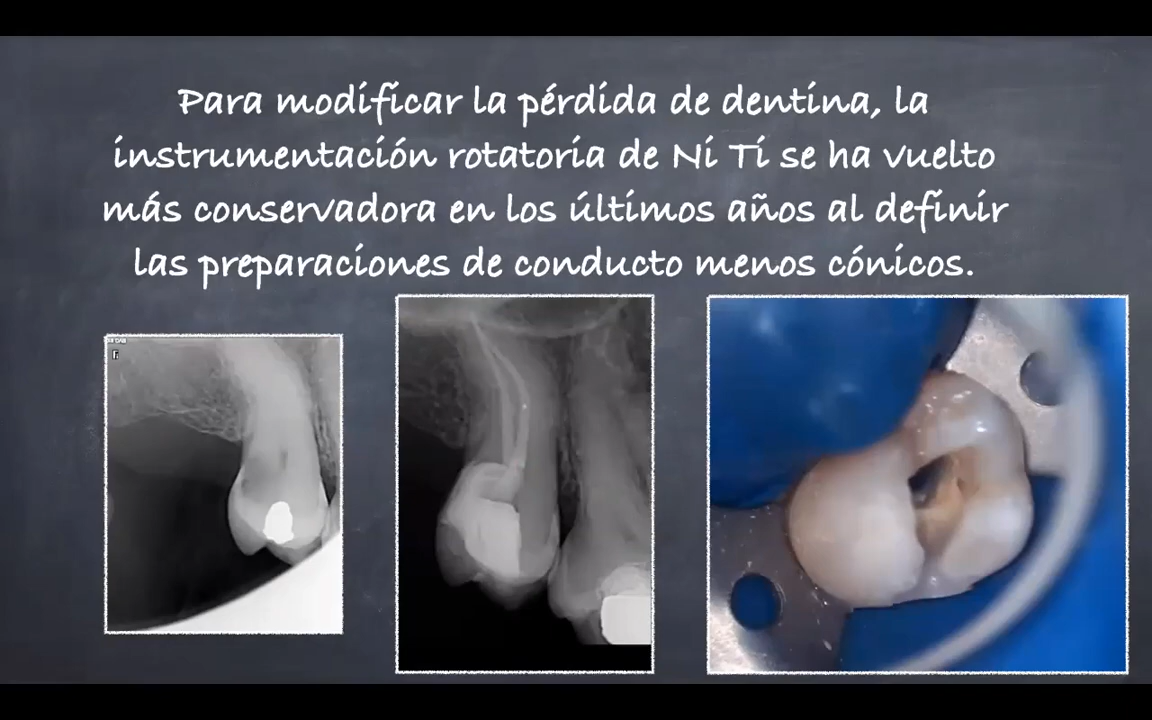 Para modificar la pérdida de dentina, la
instrumentación rotatoria de Ni Ti se ha vuelto
más conservadora en los últimos años al definir
las preparaciones de conducto menos cónicos.